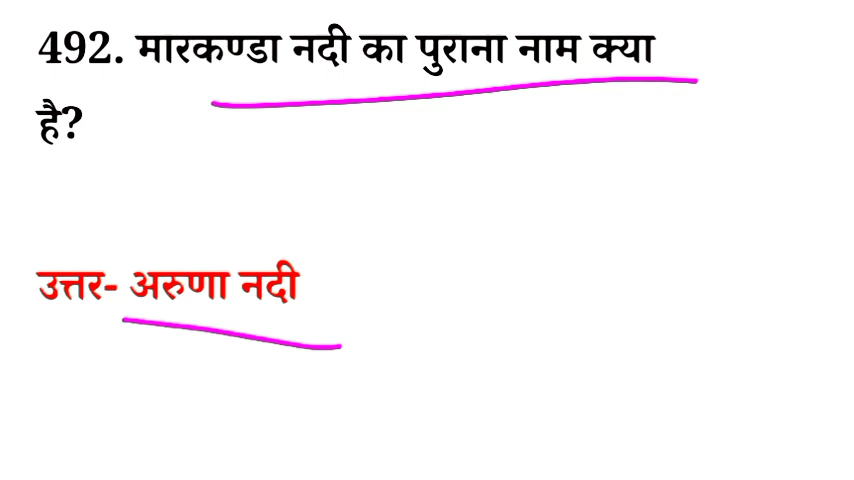 492. मारकण्डा नदी का पुराना नाम क्या
है?
उत्तर- अरुणा नदी